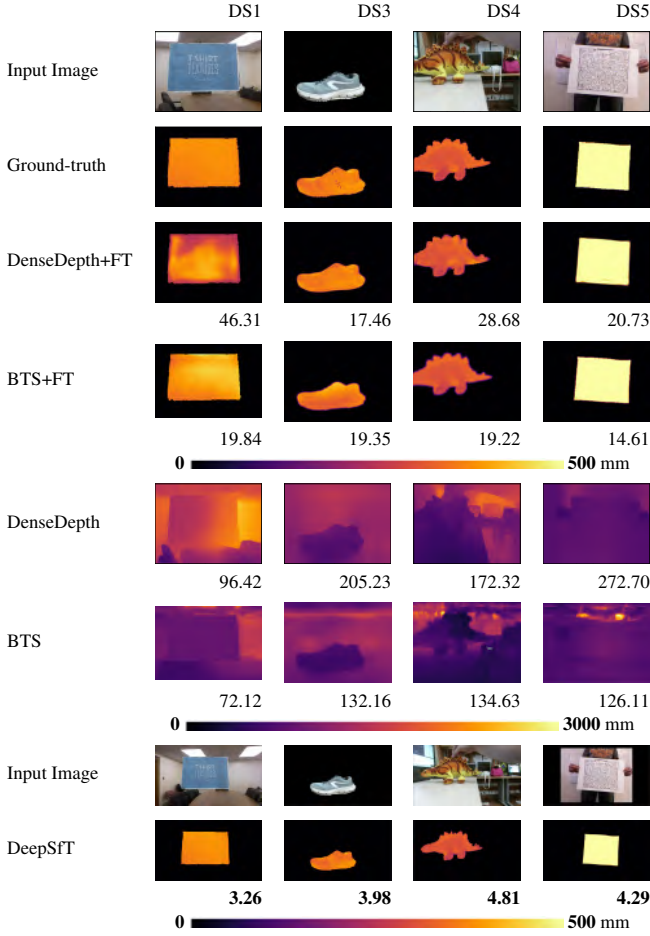 DS1 DS3 DS4 DS5
Input Image
Ground-truth
DenseDepth+FT
46.31 17.46 28.68 20.73
BTS+FT
19.84 19.35 19.22 14.61
0 500 mm
DenseDepth
96.42 205.23 172.32 272.70
BTS
72.12 132.16 134.63 126.11
0 3000 mm
Input Image
DeepSfT
3.26 3.98 4.81 4.29
0 500 mm